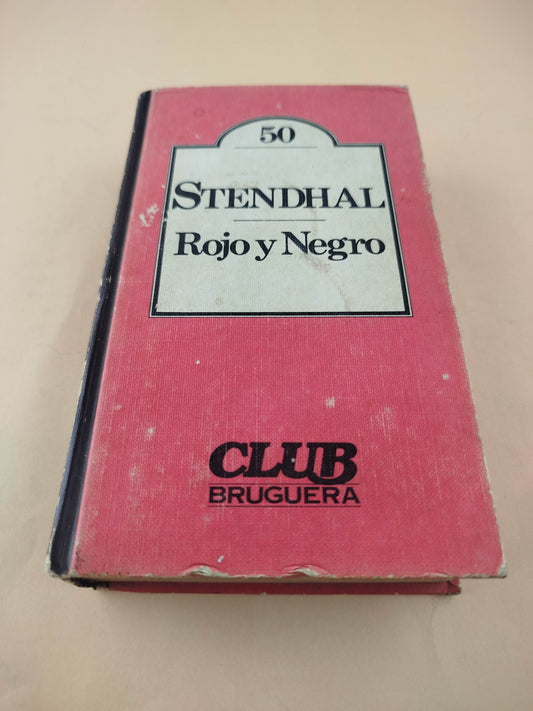 50
STENDHAL
Rojo y Negro
CLUB
BRUGUERA